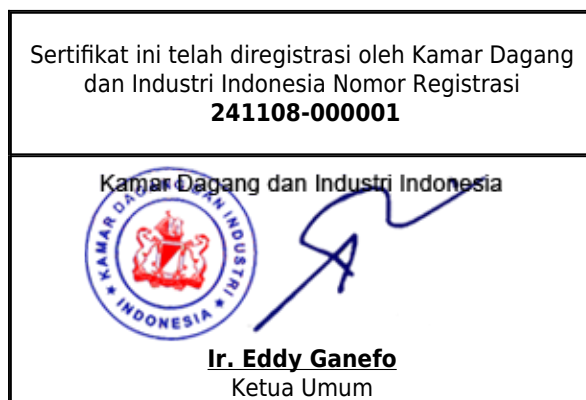 Sertifikat ini telah diregistrasi oleh Kamar Dagang
dan Industri Indonesia Nomor Registrasi
241108-000001
Kamar Dagang dan Industri Indonesia
KAMAR DAGANG DAN INDUSTRI
★ INDONESIA ★
Ir. Eddy Ganefo
Ketua Umum